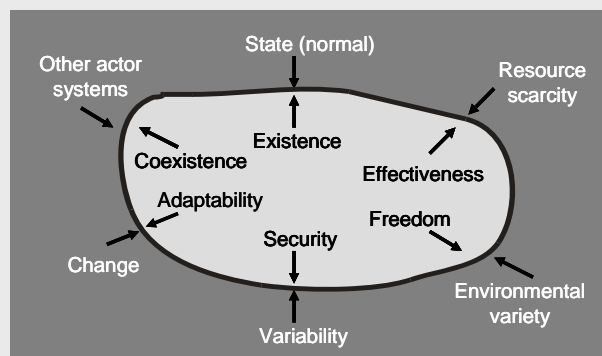 State (normal)
Other actor
systems
Resource
scarcity
Existence
Coexistence
Effectiveness
Adaptability
Freedom
Security
Change
Environmental
variety
Variability